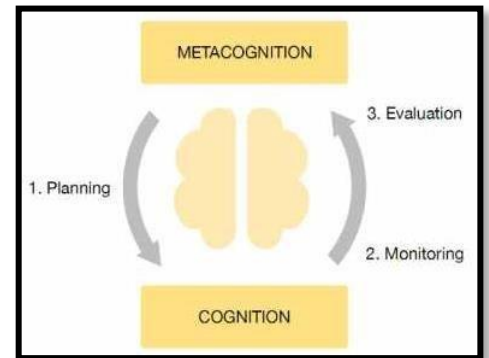 METACOGNITION
3. Evaluation
1. Planning
2. Monitoring
COGNITION